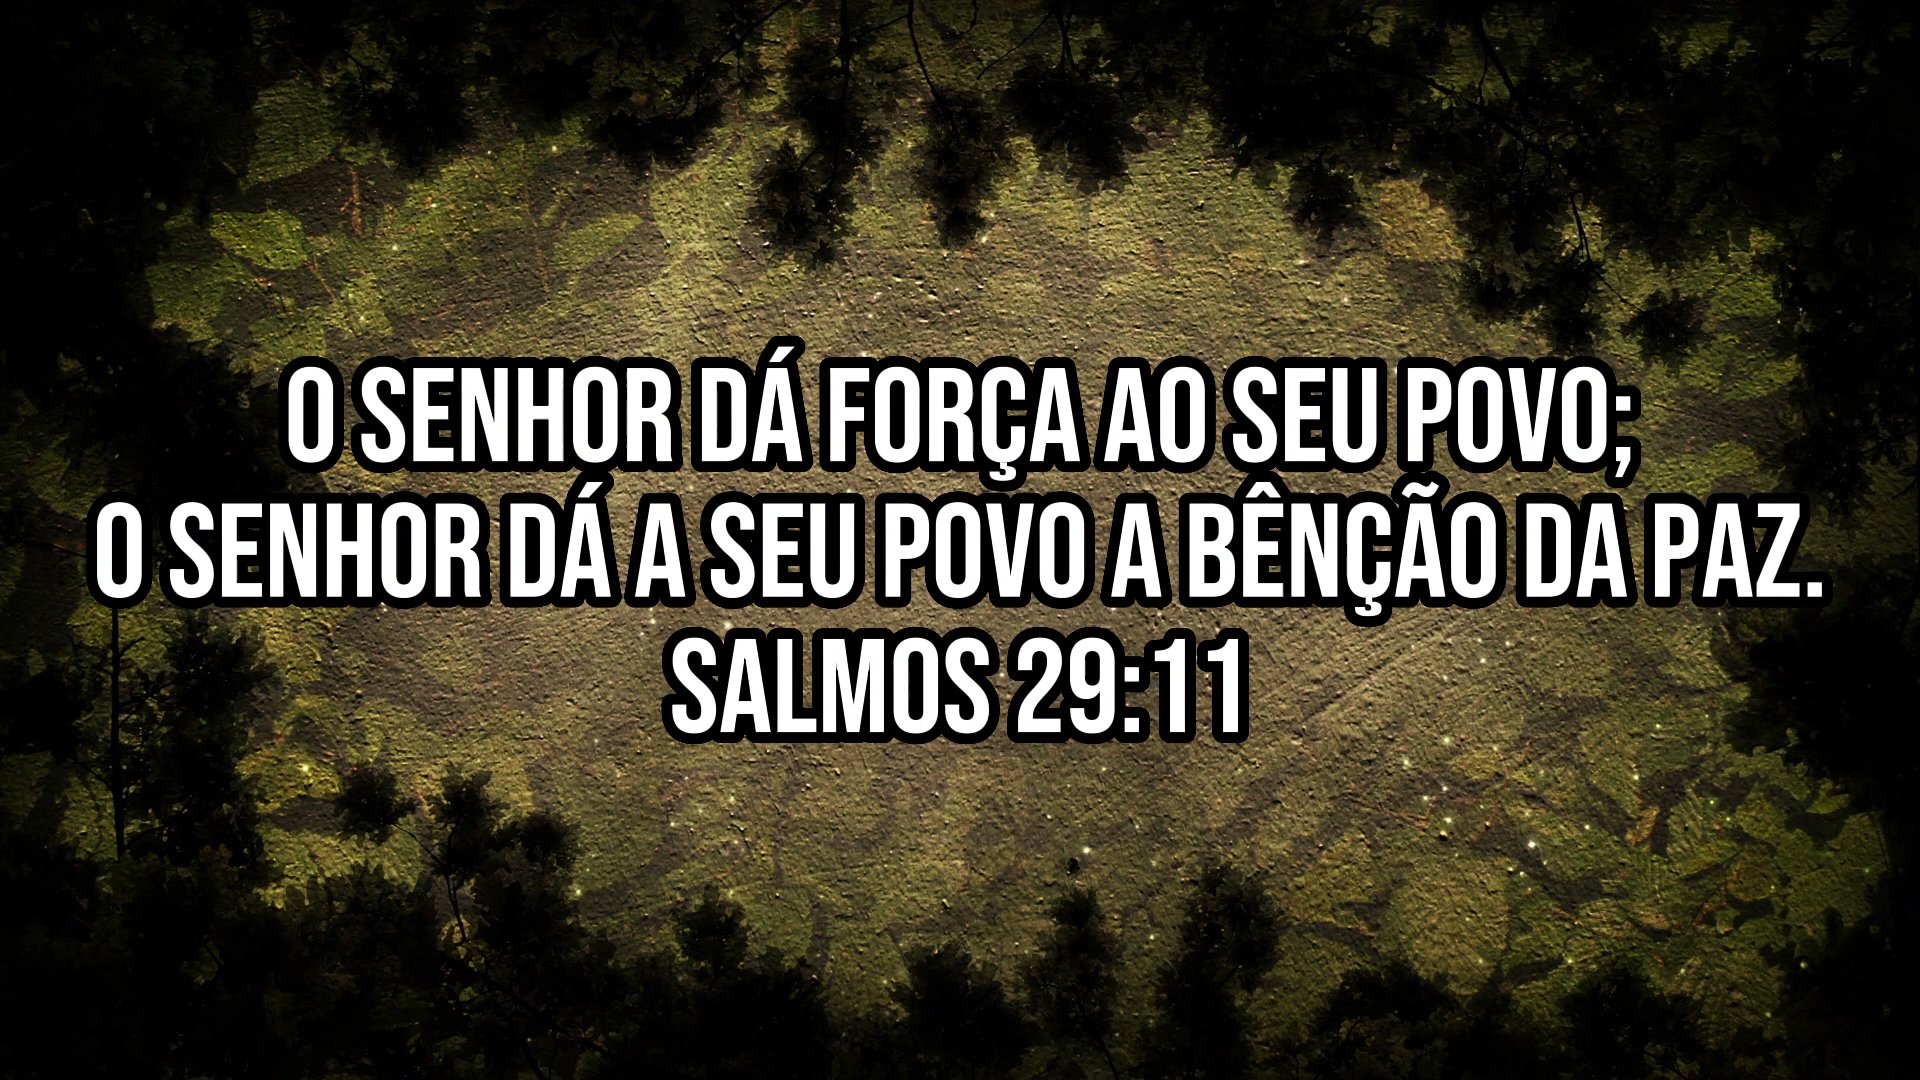 O SENHOR DÁ FORÇA AO SEU POVO;
O SENHOR DÁ A SEU POVO A BÊNÇÃO DA PAZ.
SALMOS 29:11